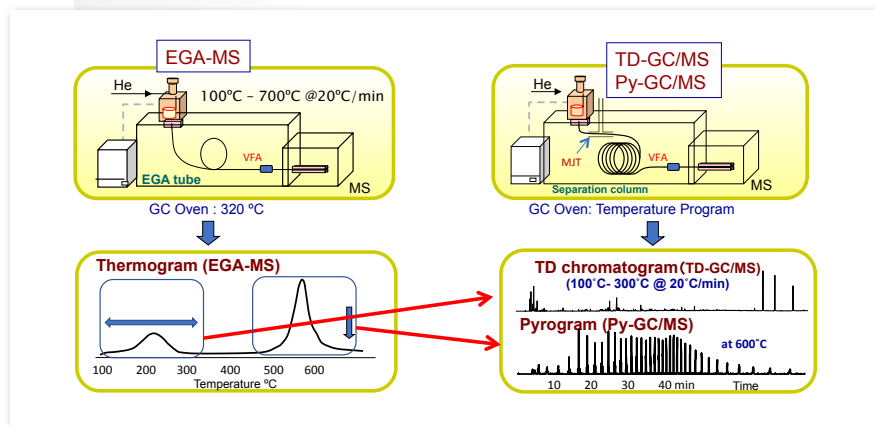 EGA-MS
He
100℃ – 700℃ @20℃/min
VFA
EGA tube
MS
GC Oven : 320 ºC
TD-GC/MS
Py-GC/MS
He
MJT
VFA
Separation column
MS
GC Oven: Temperature Program
Thermogram (EGA-MS)
100 200 300 400 500 600
Temperature ºC
TD chromatogram(TD-GC/MS)
(100˚C- 300˚C @ 20˚C/min)
Pyrogram (Py-GC/MS)
at 600˚C
10 20 30 40 min Time